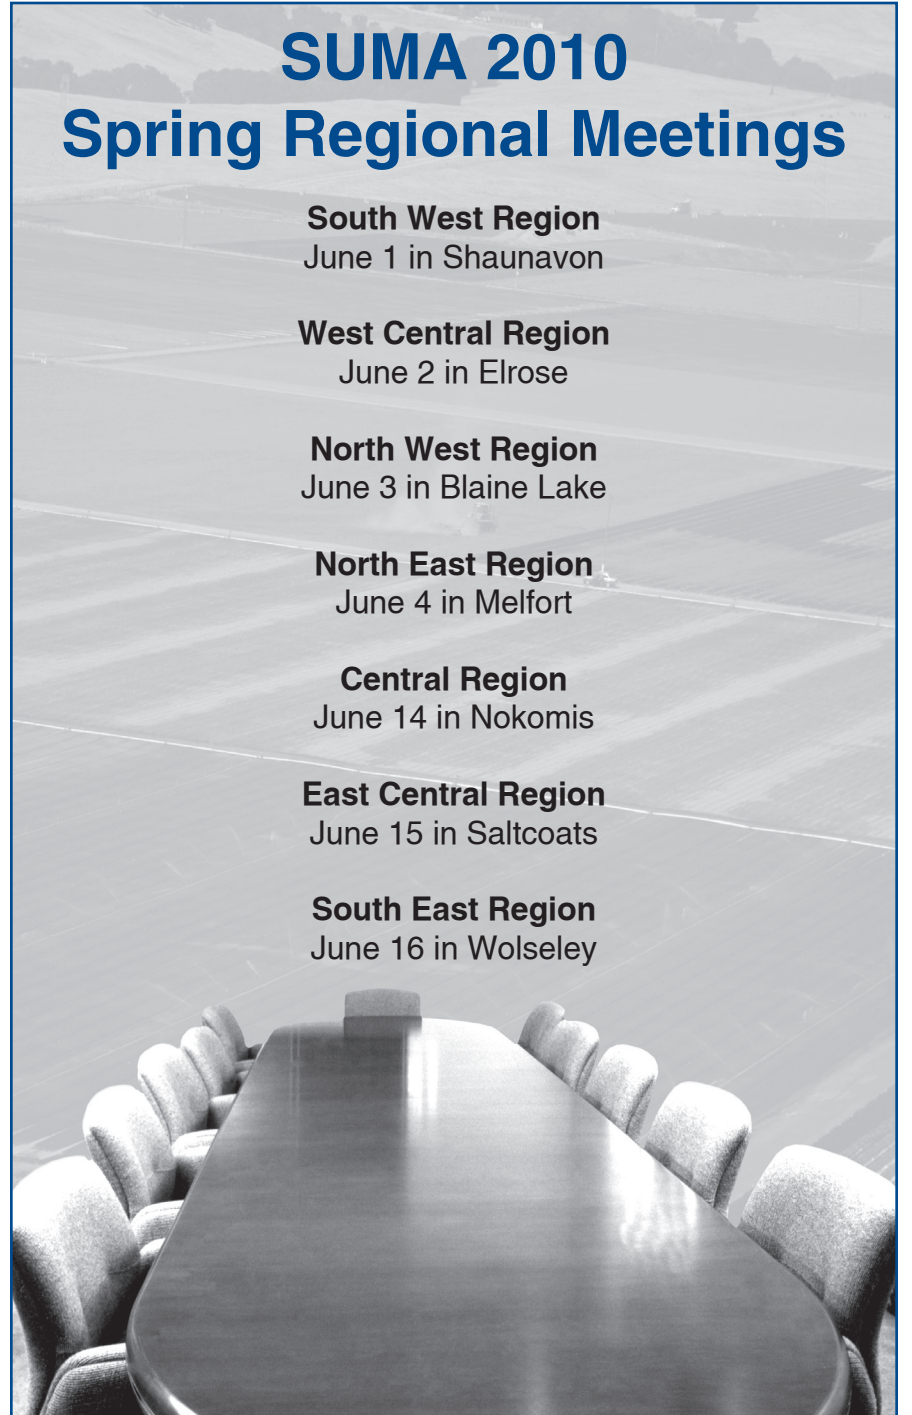 SUMA 2010
Spring Regional Meetings
South West Region
June 1 in Shaunavon
West Central Region
June 2 in Elrose
North West Region
June 3 in Blaine Lake
North East Region
June 4 in Melfort
Central Region
June 14 in Nokomis
East Central Region
June 15 in Saltcoats
South East Region
June 16 in Wolseley